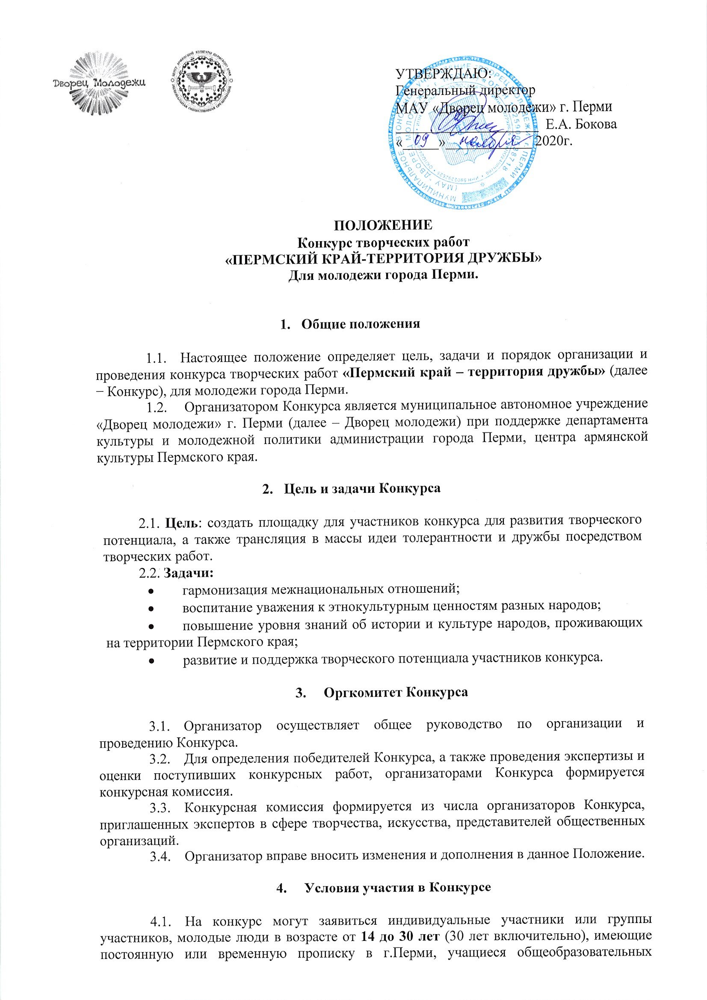 Дворец Молодежи
УТВЕРЖДАЮ:
Генеральный директор
МАУ «Дворец молодежи» г. Перми
Е.А. Бокова
« 09 » ноября 2020г.
ПОЛОЖЕНИЕ
Конкурс творческих работ
«ПЕРМСКИЙ КРАЙ-ТЕРРИТОРИЯ ДРУЖБЫ»
Для молодежи города Перми.
1. Общие положения
1.1. Настоящее положение определяет цель, задачи и порядок организации и
проведения конкурса творческих работ «Пермский край – территория дружбы» (далее
− Конкурс), для молодежи города Перми.
1.2. Организатором Конкурса является муниципальное автономное учреждение
«Дворец молодежи» г. Перми (далее – Дворец молодежи) при поддержке департамента
культуры и молодежной политики администрации города Перми, центра армянской
культуры Пермского края.
2. Цель и задачи Конкурса
2.1. Цель: создать площадку для участников конкурса для развития творческого
потенциала, а также трансляция в массы идеи толерантности и дружбы посредством
творческих работ.
2.2. Задачи:
• гармонизация межнациональных отношений;
• воспитание уважения к этнокультурным ценностям разных народов;
• повышение уровня знаний об истории и культуре народов, проживающих
на территории Пермского края;
• развитие и поддержка творческого потенциала участников конкурса.
3. Оргкомитет Конкурса
3.1. Организатор осуществляет общее руководство по организации и
проведению Конкурса.
3.2. Для определения победителей Конкурса, а также проведения экспертизы и
оценки поступивших конкурсных работ, организаторами Конкурса формируется
конкурсная комиссия.
3.3. Конкурсная комиссия формируется из числа организаторов Конкурса,
приглашенных экспертов в сфере творчества, искусства, представителей общественных
организаций.
3.4. Организатор вправе вносить изменения и дополнения в данное Положение.
4. Условия участия в Конкурсе
4.1. На конкурс могут заявиться индивидуальные участники или группы
участников, молодые люди в возрасте от 14 до 30 лет (30 лет включительно), имеющие
постоянную или временную прописку в г.Перми, учащиеся общеобразовательных